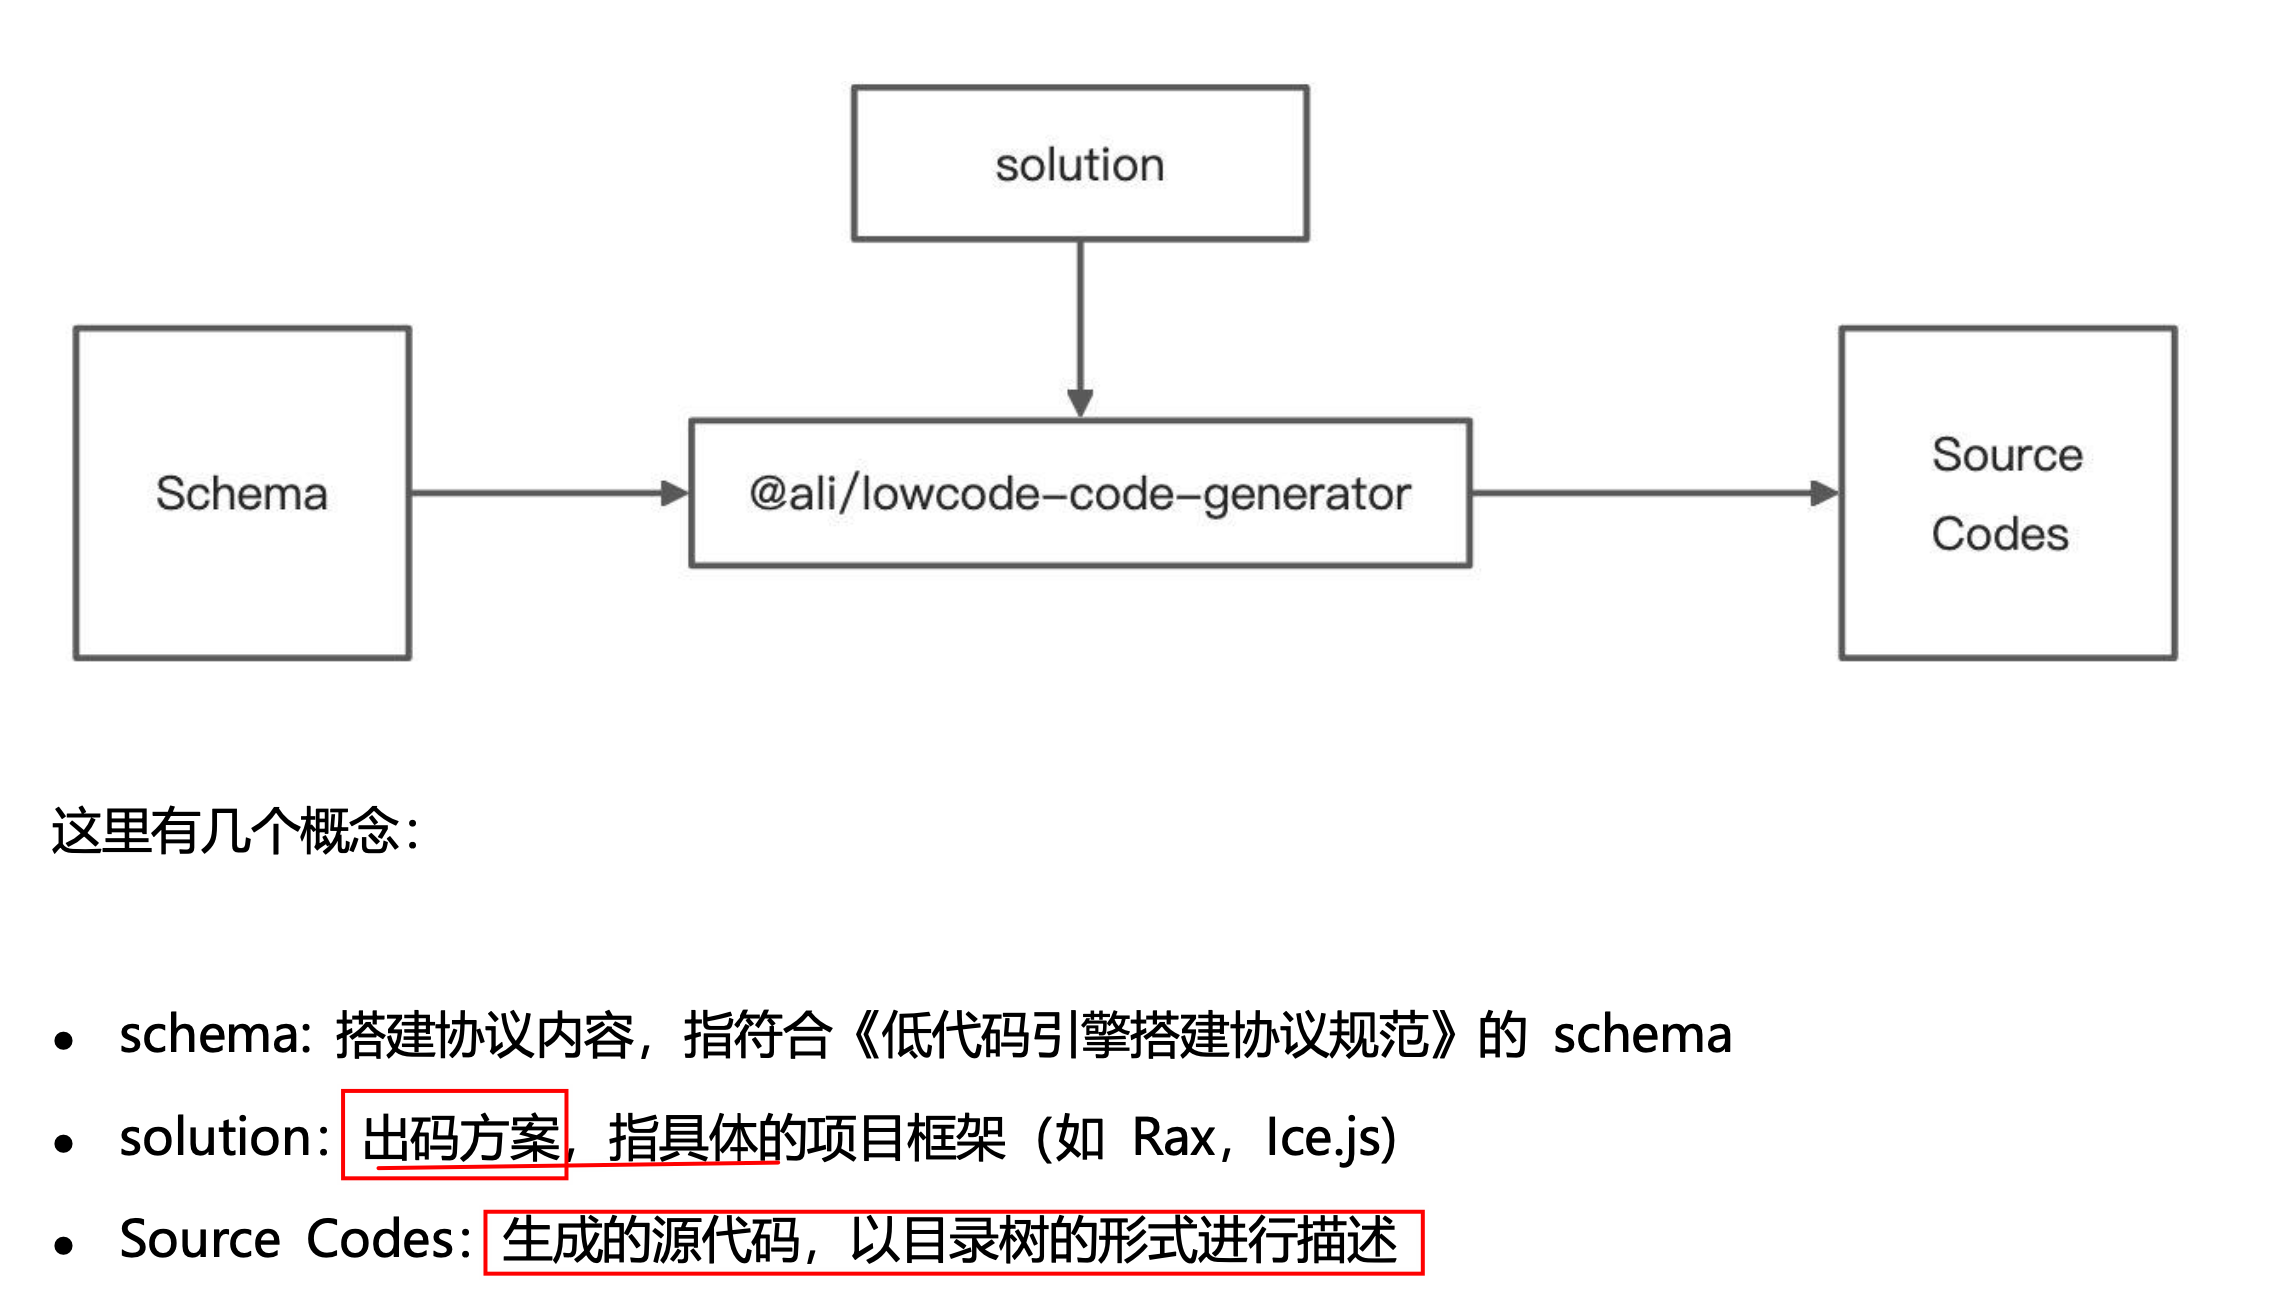 solution
Schema
@ali/lowcode-code-generator
Source
Codes
这里有几个概念：
● schema: 搭建协议内容，指符合《低代码引擎搭建协议规范》的 schema
● solution：出码方案，指具体的项目框架（如 Rax，Ice.js)
● Source Codes：生成的源代码，以目录树的形式进行描述